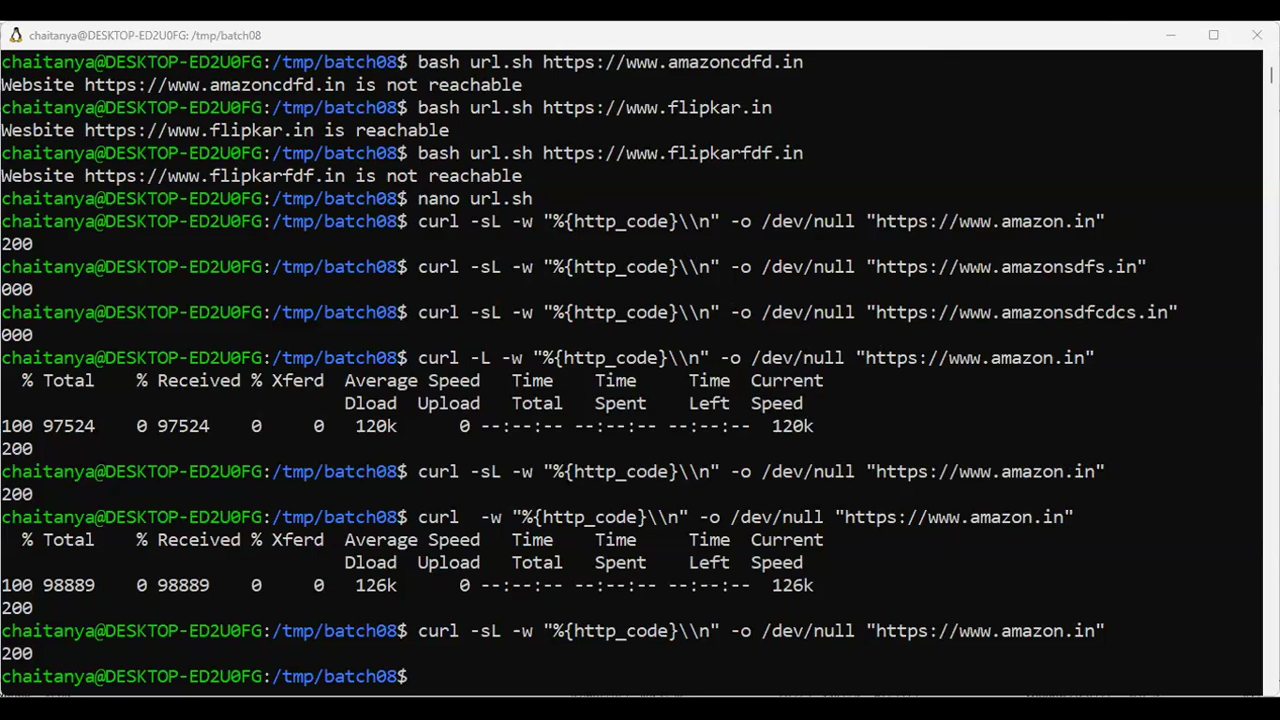 chaitanya@DESKTOP-ED2U0FG: /tmp/batch08
chaitanya@DESKTOP-ED2U0FG:/tmp/batch08$ bash url.sh https://www.amazoncdfd.in
Website https://www.amazoncdfd.in is not reachable
chaitanya@DESKTOP-ED2U0FG:/tmp/batch08$ bash url.sh https://www.flipkar.in
Wesbite https://www.flipkar.in is reachable
chaitanya@DESKTOP-ED2U0FG:/tmp/batch08$ bash url.sh https://www.flipkarfdf.in
Website https://www.flipkarfdf.in is not reachable
chaitanya@DESKTOP-ED2U0FG:/tmp/batch08$ nano url.sh
chaitanya@DESKTOP-ED2U0FG:/tmp/batch08$ curl -sL -w "%{http_code}\\n" -o /dev/null "https://www.amazon.in"
200
chaitanya@DESKTOP-ED2U0FG:/tmp/batch08$ curl -sL -w "%{http_code}\\n" -o /dev/null "https://www.amazonsdfs.in"
000
chaitanya@DESKTOP-ED2U0FG:/tmp/batch08$ curl -sL -w "%{http_code}\\n" -o /dev/null "https://www.amazonsdfcdcs.in"
000
chaitanya@DESKTOP-ED2U0FG:/tmp/batch08$ curl -L -w "%{http_code}\\n" -o /dev/null "https://www.amazon.in"
% Total % Received % Xferd Average Speed Time Time Time Current
Dload Upload Total Spent Left Speed
100 97524 0 97524 0 0 120k 0 --:--:-- --:--:-- --:--:-- 120k
200
chaitanya@DESKTOP-ED2U0FG:/tmp/batch08$ curl -sL -w "%{http_code}\\n" -o /dev/null "https://www.amazon.in"
200
chaitanya@DESKTOP-ED2U0FG:/tmp/batch08$ curl  -w "%{http_code}\\n" -o /dev/null "https://www.amazon.in"
% Total % Received % Xferd Average Speed Time Time Time Current
Dload Upload Total Spent Left Speed
100 98889 0 98889 0 0 126k 0 --:--:-- --:--:-- --:--:-- 126k
200
chaitanya@DESKTOP-ED2U0FG:/tmp/batch08$ curl -sL -w "%{http_code}\\n" -o /dev/null "https://www.amazon.in"
200
chaitanya@DESKTOP-ED2U0FG:/tmp/batch08$